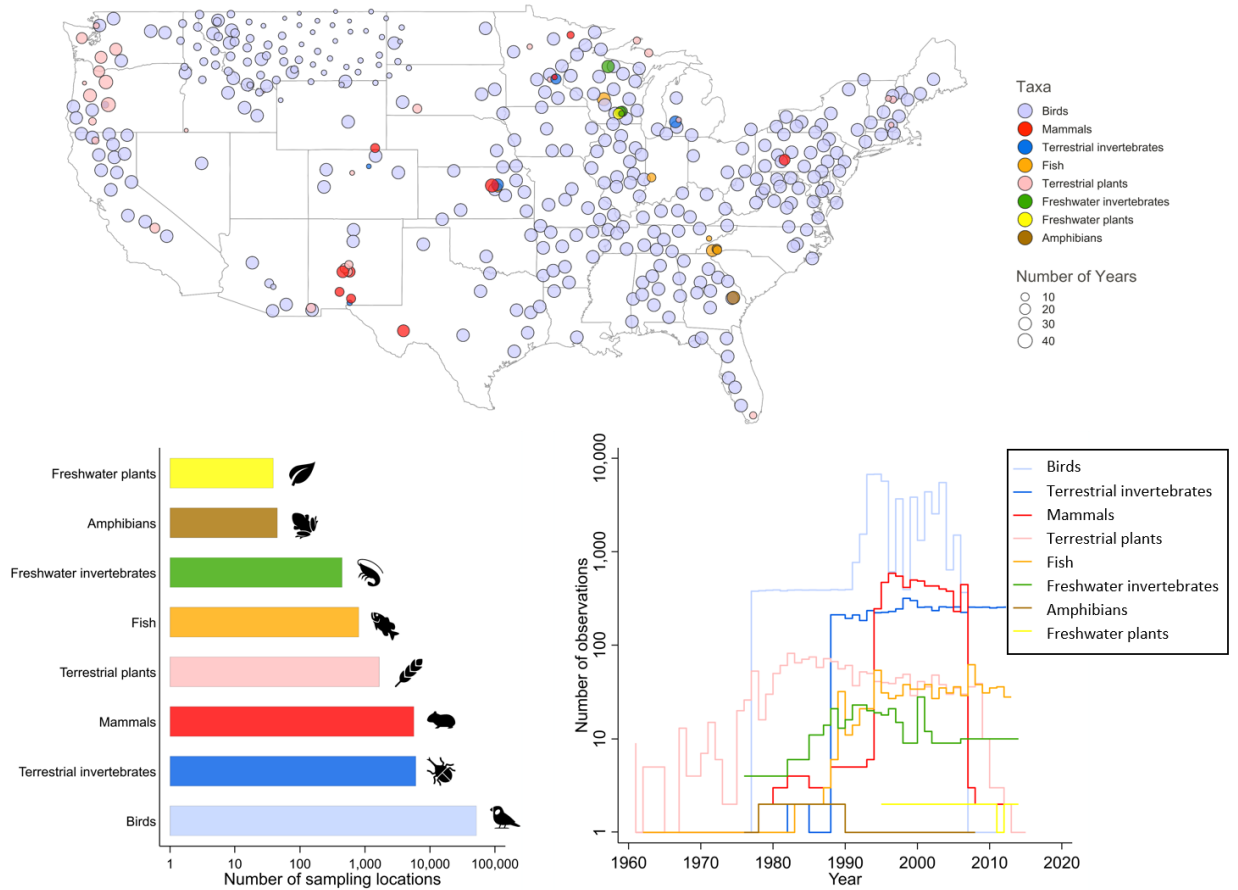 Taxa
Birds
Mammals
Terrestrial invertebrates
Fish
Terrestrial plants
Freshwater invertebrates
Freshwater plants
Amphibians
Number of Years
10
20
30
40
Freshwater plants
Amphibians
Freshwater invertebrates
Fish
Terrestrial plants
Mammals
Terrestrial invertebrates
Birds
1 10 100 1,000 10,000 100,000
Number of sampling locations
Number of observations
10,000
1,000
100
10
1
1960 1970 1980 1990 2000 2010 2020
Year
Birds
Terrestrial invertebrates
Mammals
Terrestrial plants
Fish
Freshwater invertebrates
Amphibians
Freshwater plants